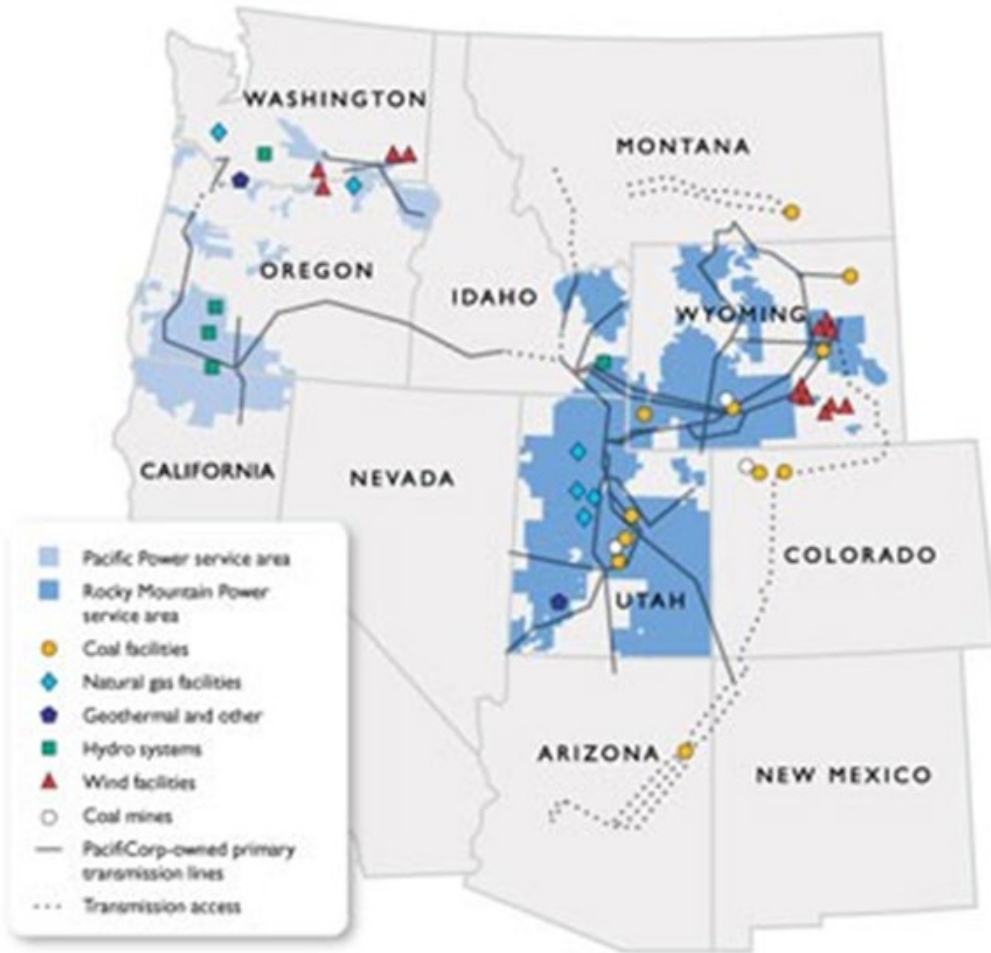 WASHINGTON
MONTANA
OREGON
IDAHO
WYOMING
CALIFORNIA
NEVADA
COLORADO
UTAH
ARIZONA
NEW MEXICO
Pacific Power service area
Rocky Mountain Power
service area
Coal facilities
Natural gas facilities
Geothermal and other
Hydro systems
Wind facilities
Coal mines
PacifiCorp-owned primary
transmission lines
Transmission access